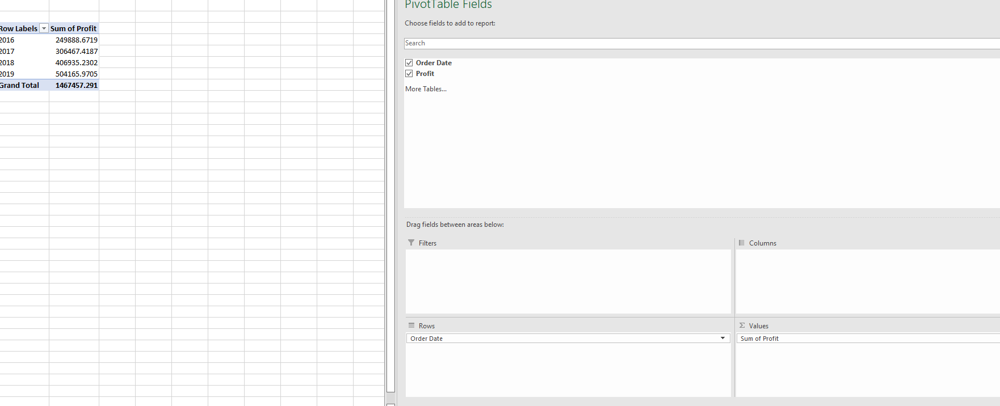 Row Labels Sum of Profit
2016 249888.6719
2017 306467.4187
2018 406935.2302
2019 504165.9705
Grand Total 1467457.291
PivotTable Fields
Choose fields to add to report:
Search
Order Date
Profit
More Tables...
Drag fields between areas below:
Filters
Columns
Rows
Order Date
Σ Values
Sum of Profit